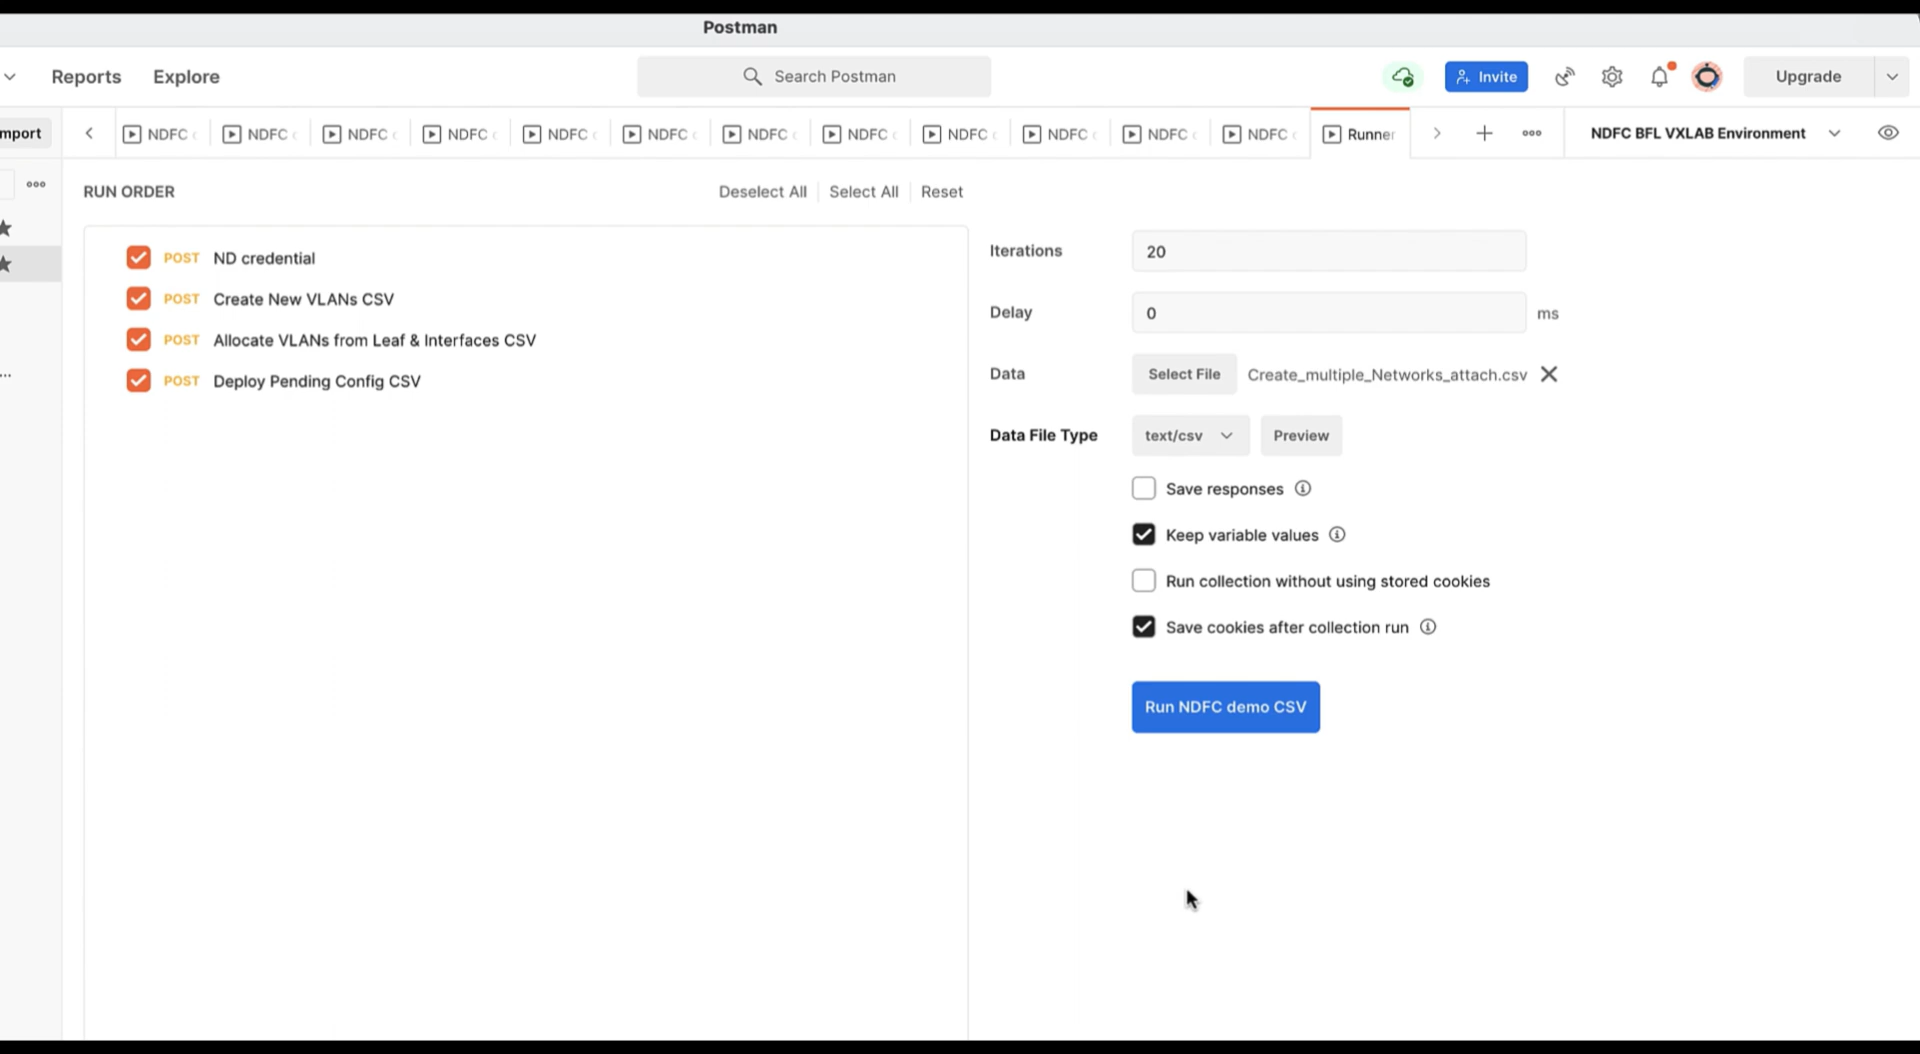 Postman
Reports Explore Search Postman Invite Upgrade
mport NDFC NDFC NDFC NDFC NDFC NDFC NDFC NDFC NDFC NDFC NDFC NDFC Runner NDFC BFL VXLAB Environment
RUN ORDER Deselect All Select All Reset
POST ND credential
POST Create New VLANs CSV
POST Allocate VLANs from Leaf & Interfaces CSV
POST Deploy Pending Config CSV
Iterations 20
Delay 0 ms
Data Select File Create_multiple_Networks_attach.csv
Data File Type text/csv Preview
Save responses
Keep variable values
Run collection without using stored cookies
Save cookies after collection run
Run NDFC demo CSV